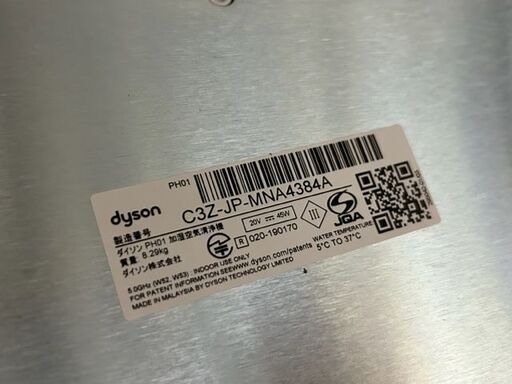 PH01
dyson
C3Z-JP-MNA4384A
製造番号
ダイソン PH01 加湿空気清浄機
質量: 8.29kg
ダイソン株式会社
20V 45W
R 020-190170
III
JQA
WATER TEMPERATURE
5°C TO 37°C
5.0GHz (W52, W53) : INDOOR USE ONLY
FOR PATENT INFORMATION SEE www.dyson.com/patents
MADE IN MALAYSIA BY DYSON TECHNOLOGY LIMITED